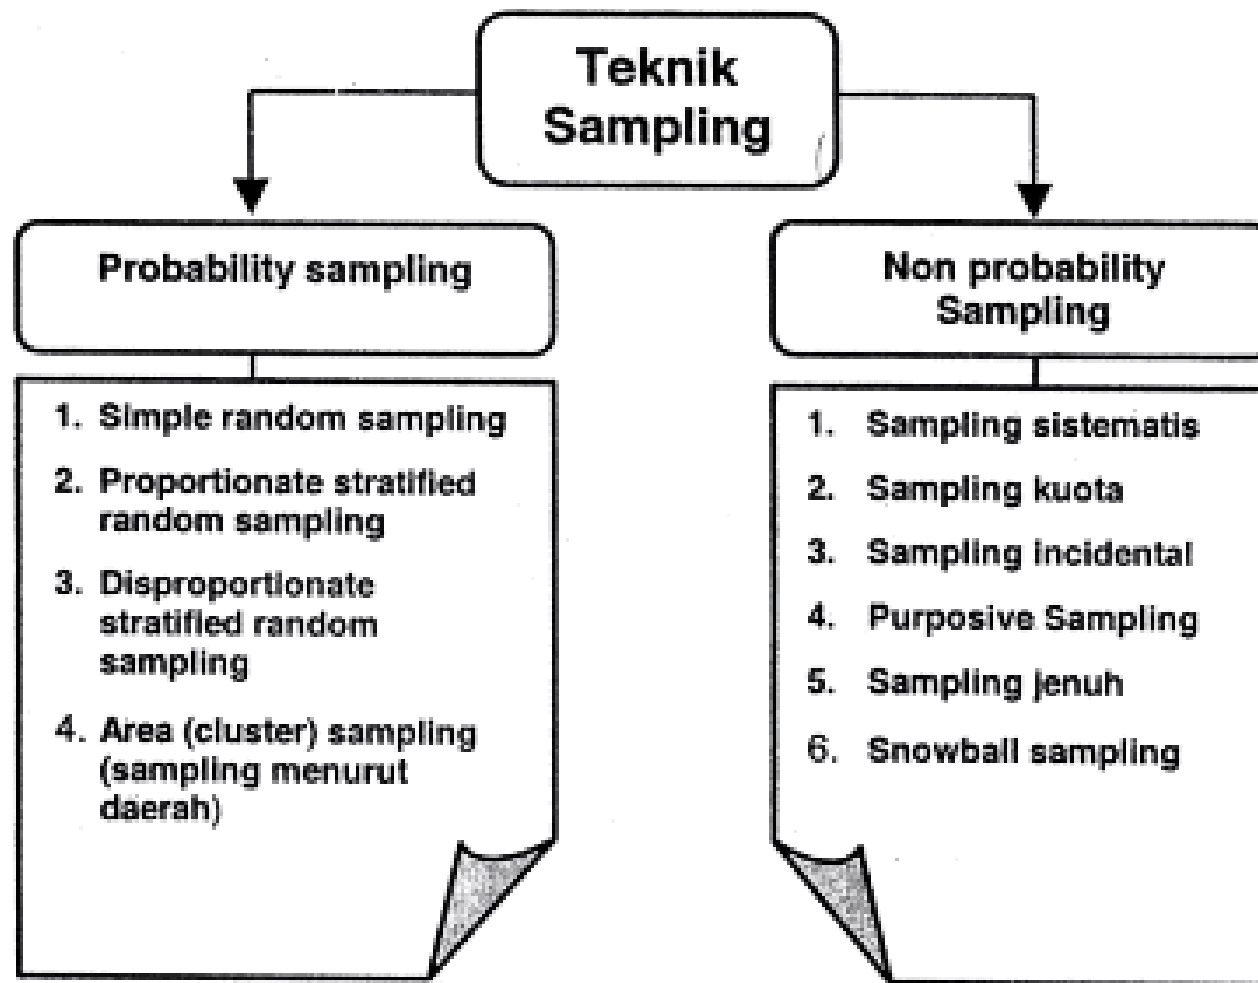 Teknik
Sampling
Probability sampling
1. Simple random sampling
2. Proportionate stratified
random sampling
3. Disproportionate
stratified random
sampling
4. Area (cluster) sampling
(sampling menurut
daerah)
Non probability
Sampling
1. Sampling sistematis
2. Sampling kuota
3. Sampling incidental
4. Purposive Sampling
5. Sampling jenuh
6. Snowball sampling